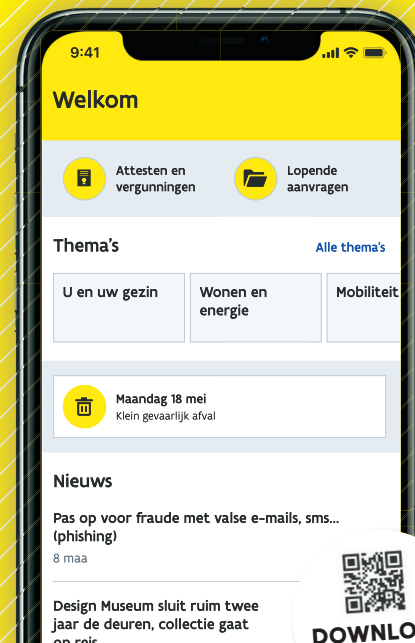 9:41
Welkom
Attesten en
vergunningen
Lopende
aanvragen
Thema's
Alle thema's
U en uw gezin
Wonen en
energie
Mobiliteit
Maandag 18 mei
Klein gevaarlijk afval
Nieuws
Pas op voor fraude met valse e-mails, sms...
(phishing)
8 maa
Design Museum sluit ruim twee
jaar de deuren, collectie gaat
op reis
DOWNLO